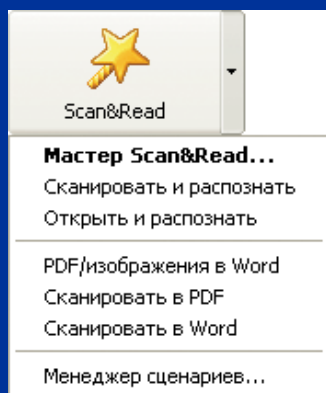 Scan&Read
Мастер Scan&Read...
Сканировать и распознать
Открыть и распознать
PDF/изображения в Word
Сканировать в PDF
Сканировать в Word
Менеджер сценариев...